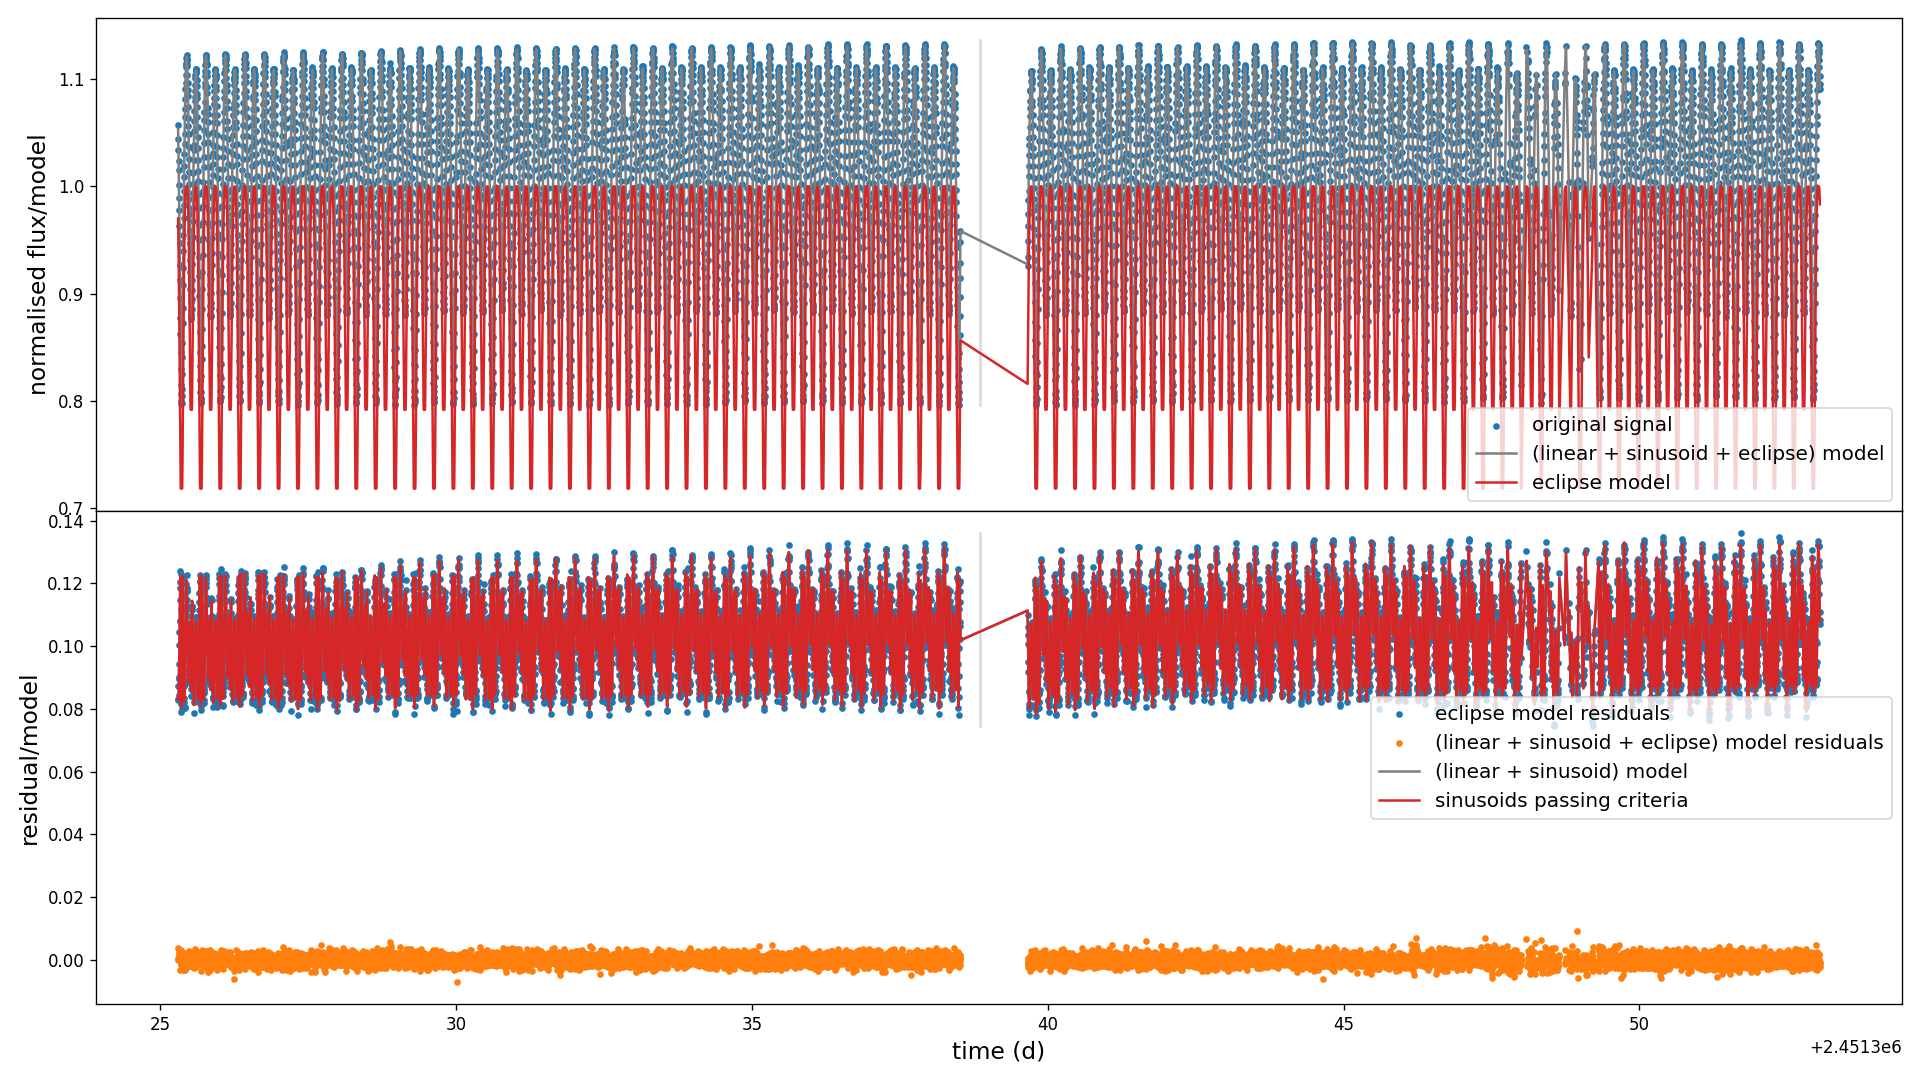 normalised flux/model
1.1
1.0
0.9
0.8
0.7
original signal
(linear + sinusoid + eclipse) model
eclipse model
residual/model
0.14
0.12
0.10
0.08
0.06
0.04
0.02
0.00
eclipse model residuals
(linear + sinusoid + eclipse) model residuals
(linear + sinusoid) model
sinusoids passing criteria
25
30
35
40
45
50
time (d)
+2.4513e6